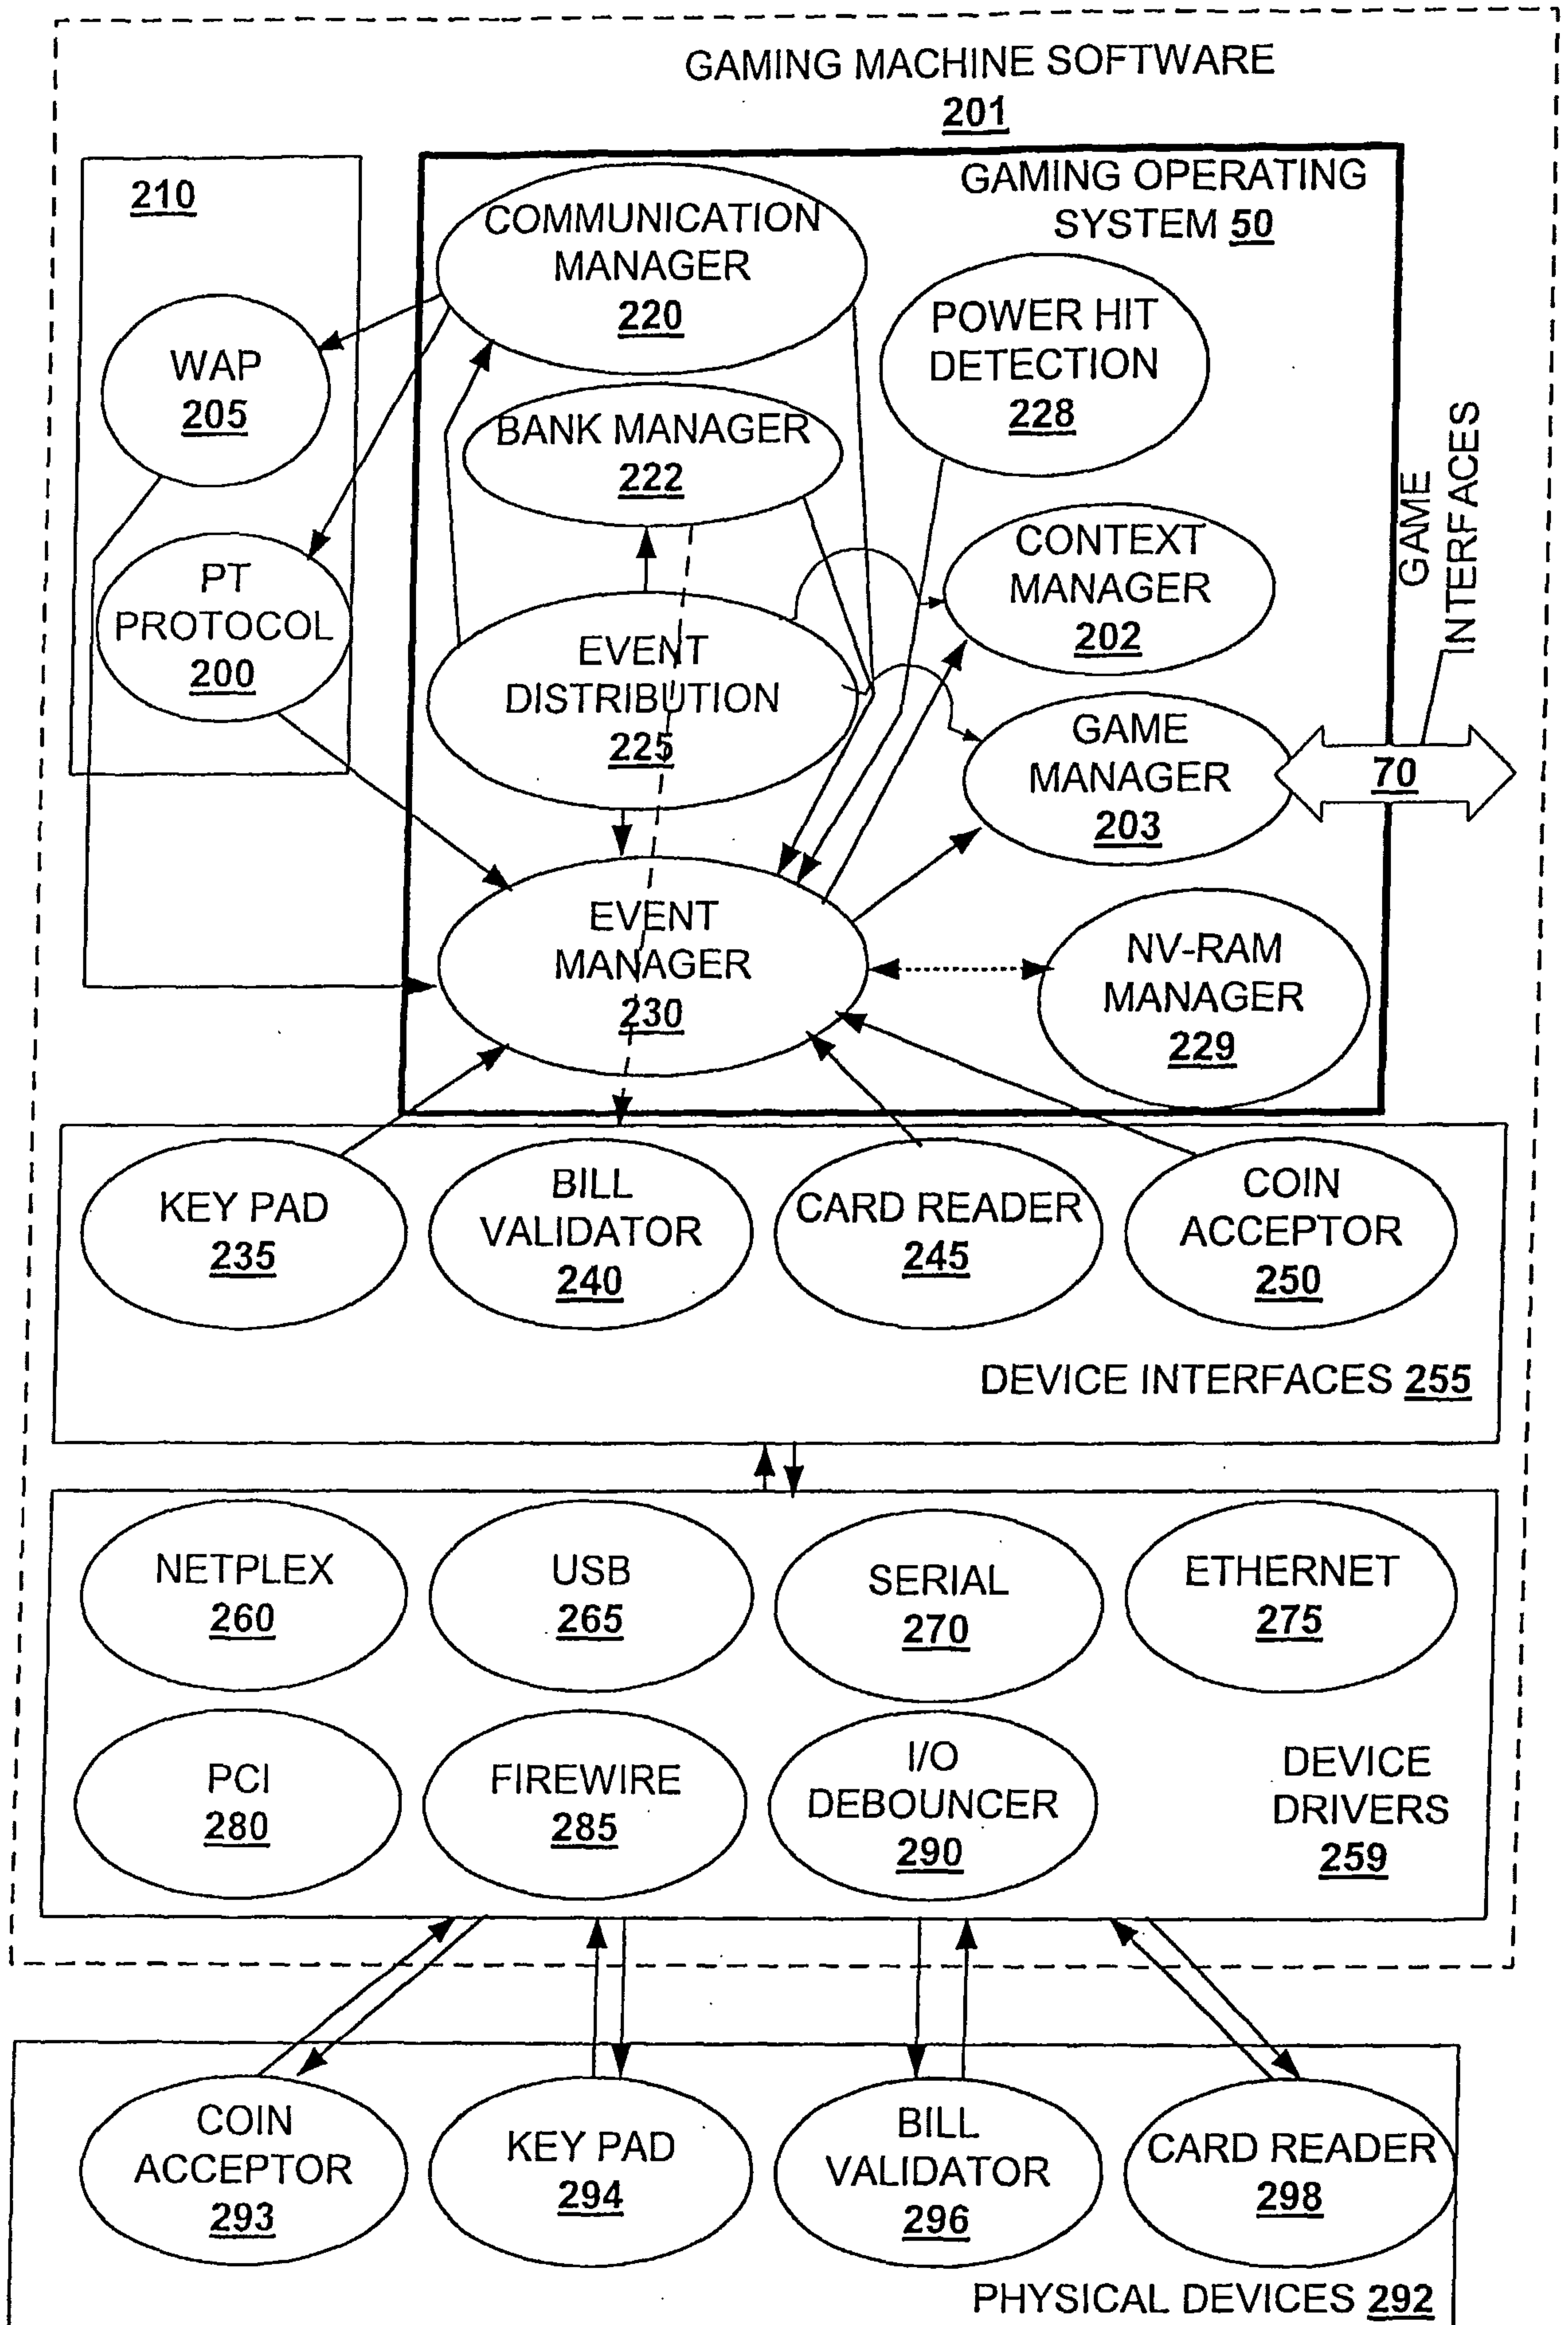 GAMING MACHINE SOFTWARE
201
210
GAMING OPERATING
SYSTEM 50
COMMUNICATION
MANAGER
220
POWER HIT
DETECTION
228
WAP
205
BANK MANAGER
222
GAME
INTERFACES
CONTEXT
MANAGER
202
PT
PROTOCOL
200
EVENT
DISTRIBUTION
225
GAME
MANAGER
203
70
EVENT
MANAGER
230
NV-RAM
MANAGER
229
KEY PAD
235
BILL
VALIDATOR
240
CARD READER
245
COIN
ACCEPTOR
250
DEVICE INTERFACES 255
NETPLEX
260
USB
265
SERIAL
270
ETHERNET
275
PCI
280
FIREWIRE
285
I/O
DEBOUNCER
290
DEVICE
DRIVERS
259
COIN
ACCEPTOR
293
KEY PAD
294
BILL
VALIDATOR
296
CARD READER
298
PHYSICAL DEVICES 292